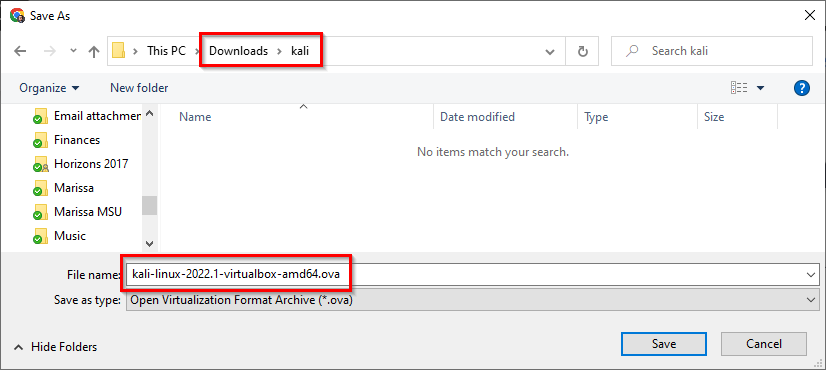 Save As
This PC > Downloads > kali
Search kali
Organize
New folder
Name
Date modified
Type
Size
Email attachmen
Finances
Horizons 2017
Marissa
Marissa MSU
Music
No items match your search.
File name: kali-linux-2022.1-virtualbox-amd64.ova
Save as type: Open Virtualization Format Archive (*.ova)
Hide Folders
Save
Cancel